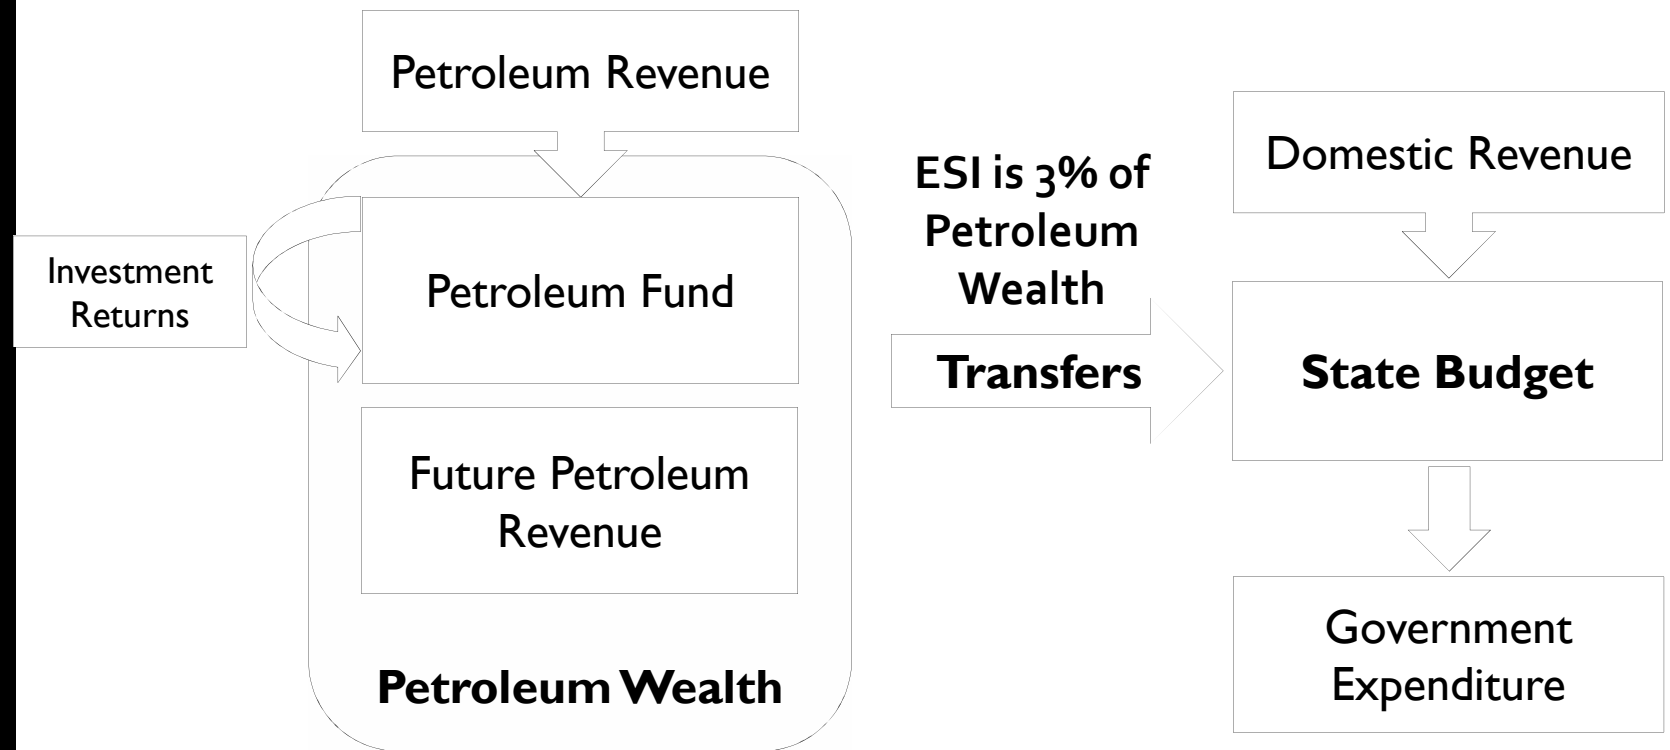 Petroleum Revenue
Investment
Returns
Petroleum Fund
Future Petroleum
Revenue
Petroleum Wealth
ESI is 3% of
Petroleum
Wealth
Transfers
Domestic Revenue
State Budget
Government
Expenditure